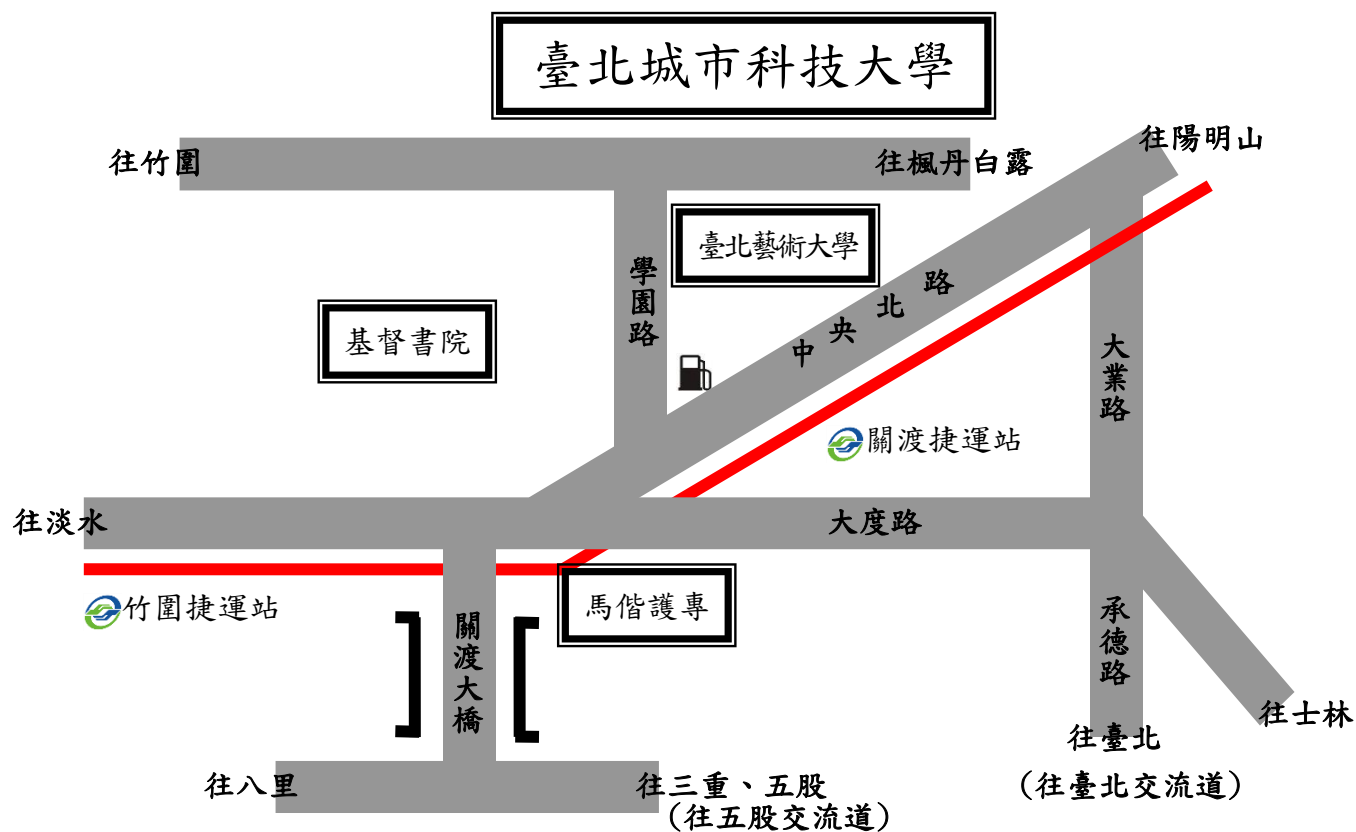 臺北城市科技大學
往陽明山
往竹圍
往楓丹白露
臺北藝術大學
學園路
中央北路
基督書院
大業路
關渡捷運站
往淡水
大度路
竹圍捷運站
馬偕護專
關渡大橋
承德路
往士林
往臺北
(往臺北交流道)
往八里
往三重、五股
(往五股交流道)